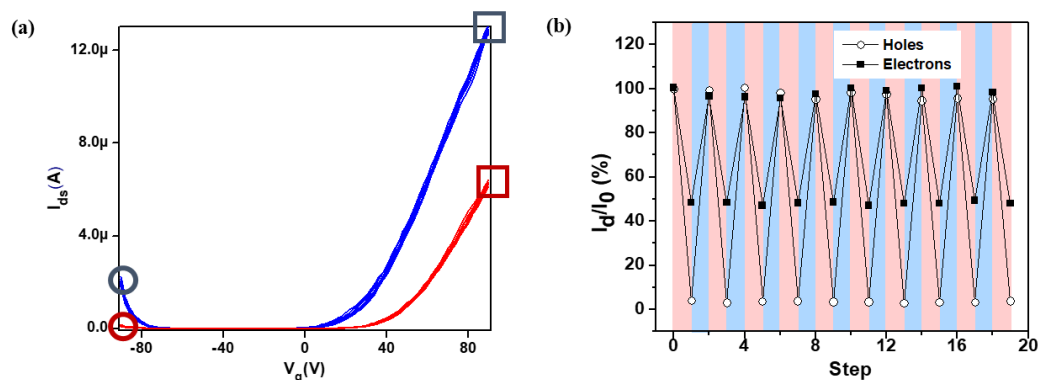 (a)
12.0µ
8.0µ
4.0µ
0.0
I_ds(A)
-80
-40
0
40
80
V_g(V)
(b)
120
100
80
60
40
20
0
I_d/I_0 (%)
Holes
Electrons
0
4
8
12
16
20
Step